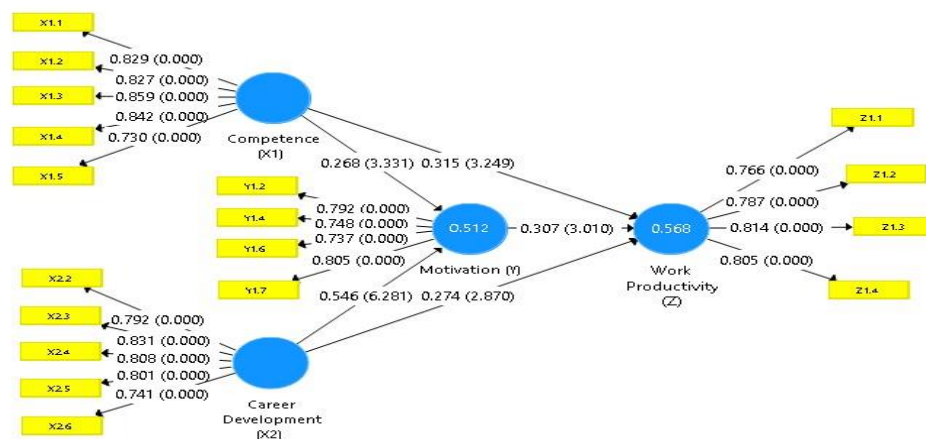 X1.1
X1.2
X1.3
X1.4
X1.5
0.829 (0.000)
0.827 (0.000)
0.859 (0.000)
0.842 (0.000)
0.730 (0.000)
Competence
(X1)
0.268 (3.331)
0.315 (3.249)
Y1.2
Y1.4
Y1.6
Y1.7
0.792 (0.000)
0.748 (0.000)
0.737 (0.000)
0.805 (0.000)
0.512
Motivation (Y)
0.307 (3.010)
0.568
Work
Productivity
(Z)
0.766 (0.000)
0.787 (0.000)
0.814 (0.000)
0.805 (0.000)
Z1.1
Z1.2
Z1.3
Z1.4
0.546 (6.281)
0.274 (2.870)
X2.2
X2.3
X2.4
X2.5
X2.6
0.792 (0.000)
0.831 (0.000)
0.808 (0.000)
0.801 (0.000)
0.741 (0.000)
Career
Development
(X2)